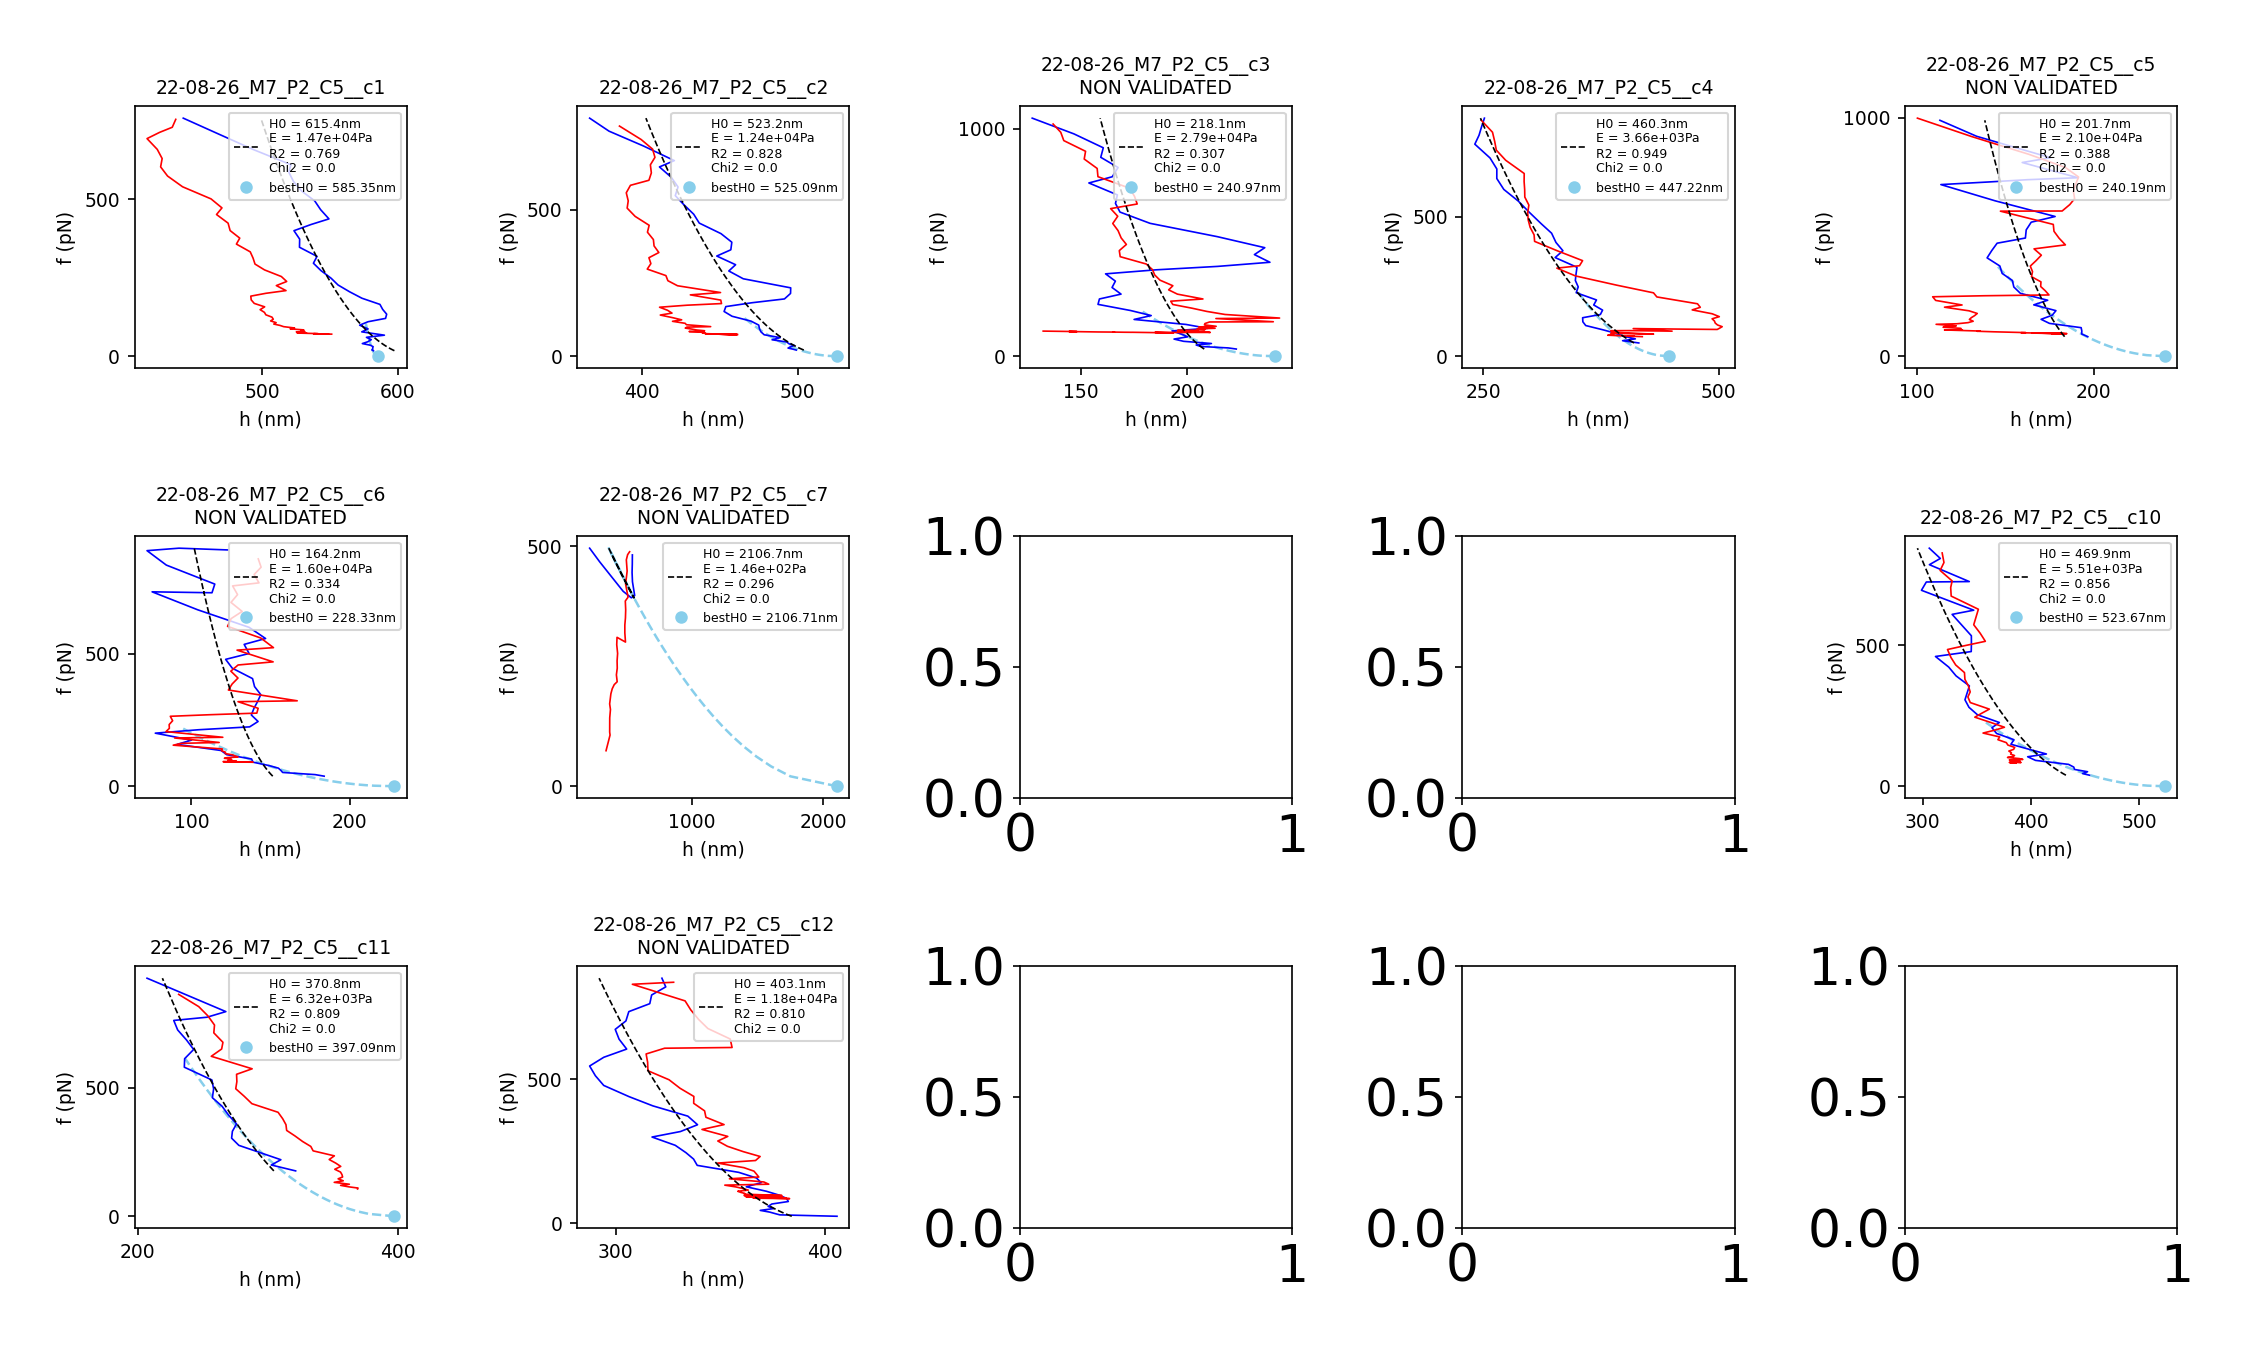 22-08-26_M7_P2_C5__c1
H0 = 615.4nm
E = 1.47e+04Pa
R2 = 0.769
Chi2 = 0.0
bestH0 = 585.35nm
f (pN)
500
0
500
600
h (nm)
22-08-26_M7_P2_C5__c2
H0 = 523.2nm
E = 1.24e+04Pa
R2 = 0.828
Chi2 = 0.0
bestH0 = 525.09nm
f (pN)
500
0
400
500
h (nm)
22-08-26_M7_P2_C5__c3
NON VALIDATED
H0 = 218.1nm
E = 2.79e+04Pa
R2 = 0.307
Chi2 = 0.0
bestH0 = 240.97nm
f (pN)
1000
0
150
200
h (nm)
22-08-26_M7_P2_C5__c4
H0 = 460.3nm
E = 3.66e+03Pa
R2 = 0.949
Chi2 = 0.0
bestH0 = 447.22nm
f (pN)
500
0
250
500
h (nm)
22-08-26_M7_P2_C5__c5
NON VALIDATED
H0 = 201.7nm
E = 2.10e+04Pa
R2 = 0.388
Chi2 = 0.0
bestH0 = 240.19nm
f (pN)
1000
0
100
200
h (nm)
22-08-26_M7_P2_C5__c6
NON VALIDATED
H0 = 164.2nm
E = 1.60e+04Pa
R2 = 0.334
Chi2 = 0.0
bestH0 = 228.33nm
f (pN)
500
0
100
200
h (nm)
22-08-26_M7_P2_C5__c7
NON VALIDATED
H0 = 2106.7nm
E = 1.46e+02Pa
R2 = 0.296
Chi2 = 0.0
bestH0 = 2106.71nm
f (pN)
500
0
1000
2000
h (nm)
1.0
0.5
0.0
0
1
1.0
0.5
0.0
0
1
22-08-26_M7_P2_C5__c10
H0 = 469.9nm
E = 5.51e+03Pa
R2 = 0.856
Chi2 = 0.0
bestH0 = 523.67nm
f (pN)
500
0
300
400
500
h (nm)
22-08-26_M7_P2_C5__c11
H0 = 370.8nm
E = 6.32e+03Pa
R2 = 0.809
Chi2 = 0.0
bestH0 = 397.09nm
f (pN)
500
0
200
400
h (nm)
22-08-26_M7_P2_C5__c12
NON VALIDATED
H0 = 403.1nm
E = 1.18e+04Pa
R2 = 0.810
Chi2 = 0.0
f (pN)
500
0
300
400
h (nm)
1.0
0.5
0.0
0
1
1.0
0.5
0.0
0
1
1.0
0.5
0.0
0
1